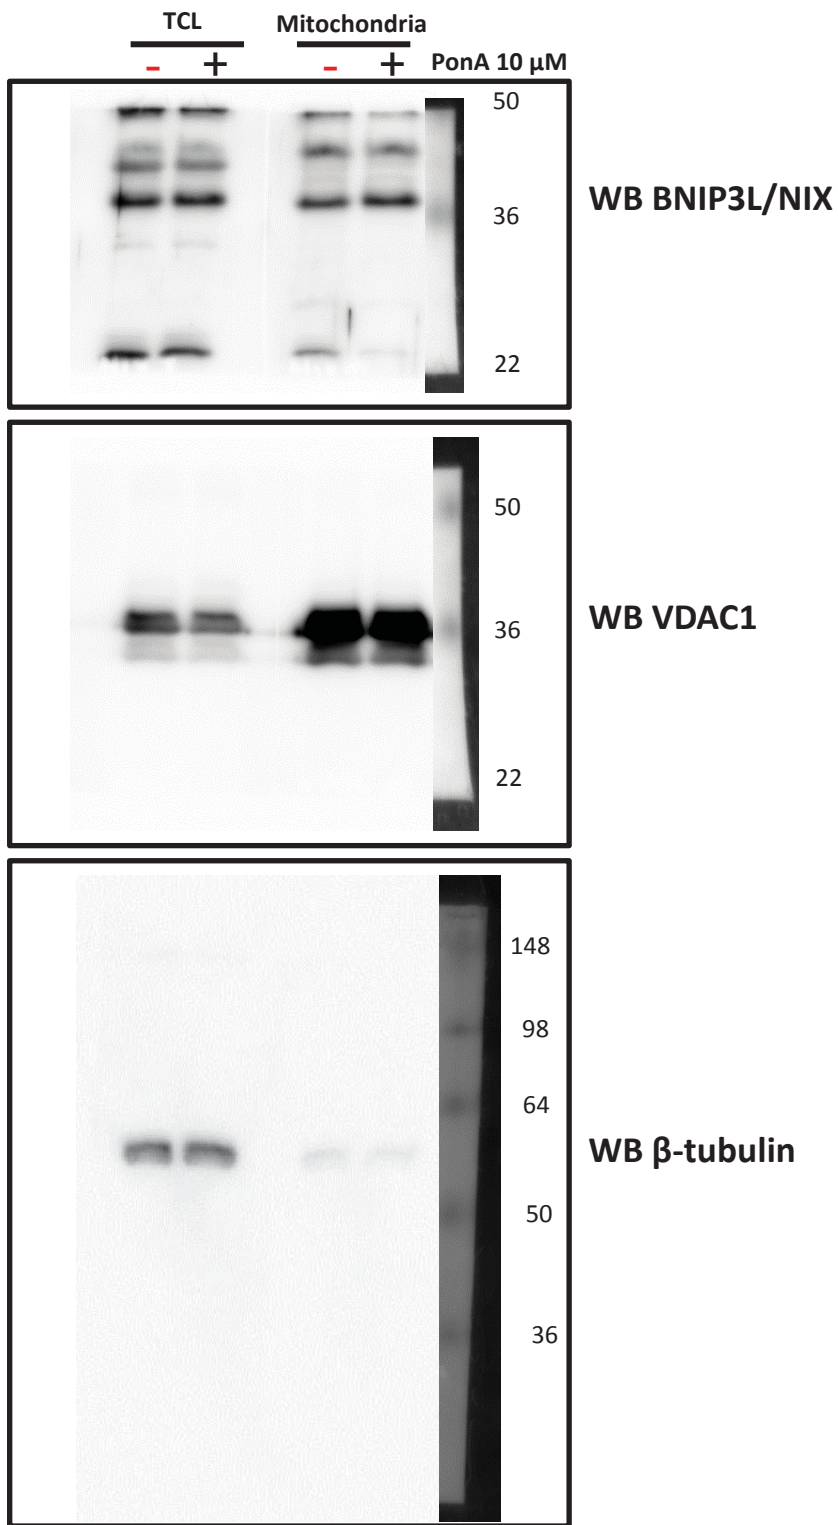 TCL Mitochondria
- + - + PonA 10 μM
50
WB BNIP3L/NIX
36
22
50
WB VDAC1
36
22
148
98
64
WB β-tubulin
50
36